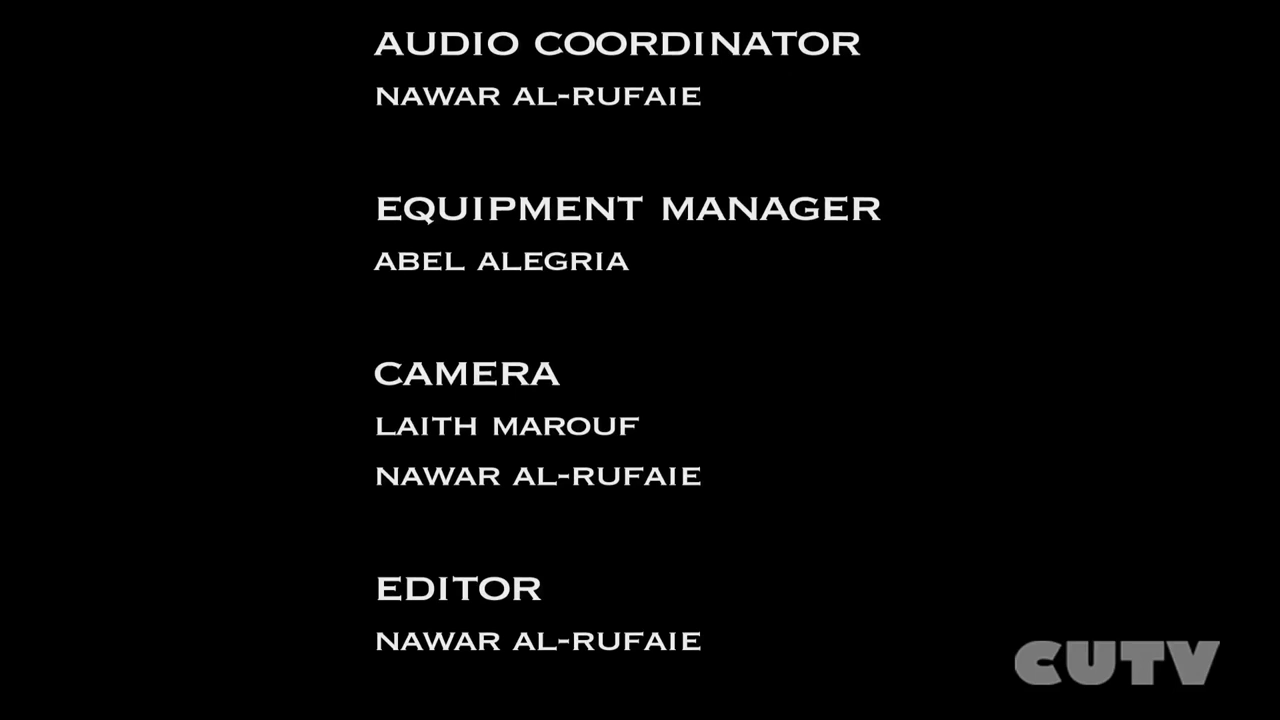 AUDIO COORDINATOR
NAWAR AL-RUFAIE
EQUIPMENT MANAGER
ABEL ALEGRIA
CAMERA
LAITH MAROUF
NAWAR AL-RUFAIE
EDITOR
NAWAR AL-RUFAIE
CUTV